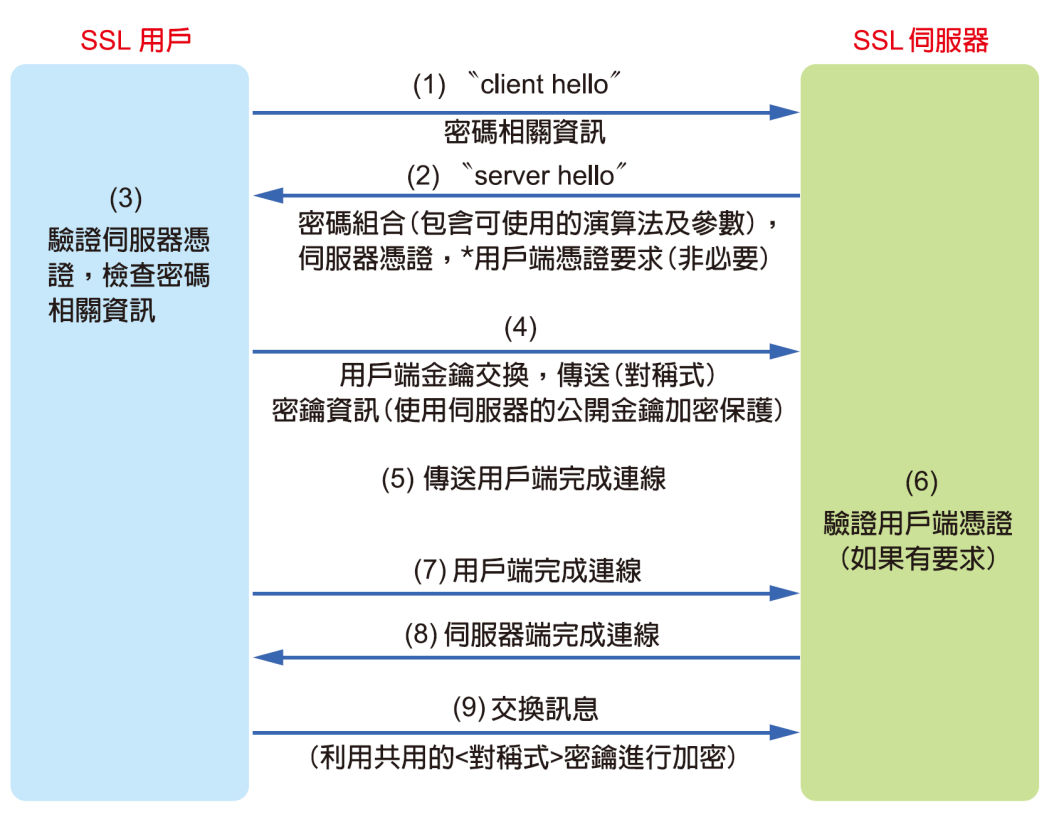 SSL 用戶
SSL 伺服器
(1) 〝client hello〞
密碼相關資訊
(2) 〝server hello〞
密碼組合(包含可使用的演算法及參數),
伺服器憑證,*用戶端憑證要求(非必要)
(3)
驗證伺服器憑
證,檢查密碼
相關資訊
(4)
用戶端金鑰交換,傳送(對稱式)
密鑰資訊(使用伺服器的公開金鑰加密保護)
(5) 傳送用戶端完成連線
(6)
驗證用戶端憑證
(如果有要求)
(7) 用戶端完成連線
(8) 伺服器端完成連線
(9) 交換訊息
(利用共用的<對稱式>密鑰進行加密)